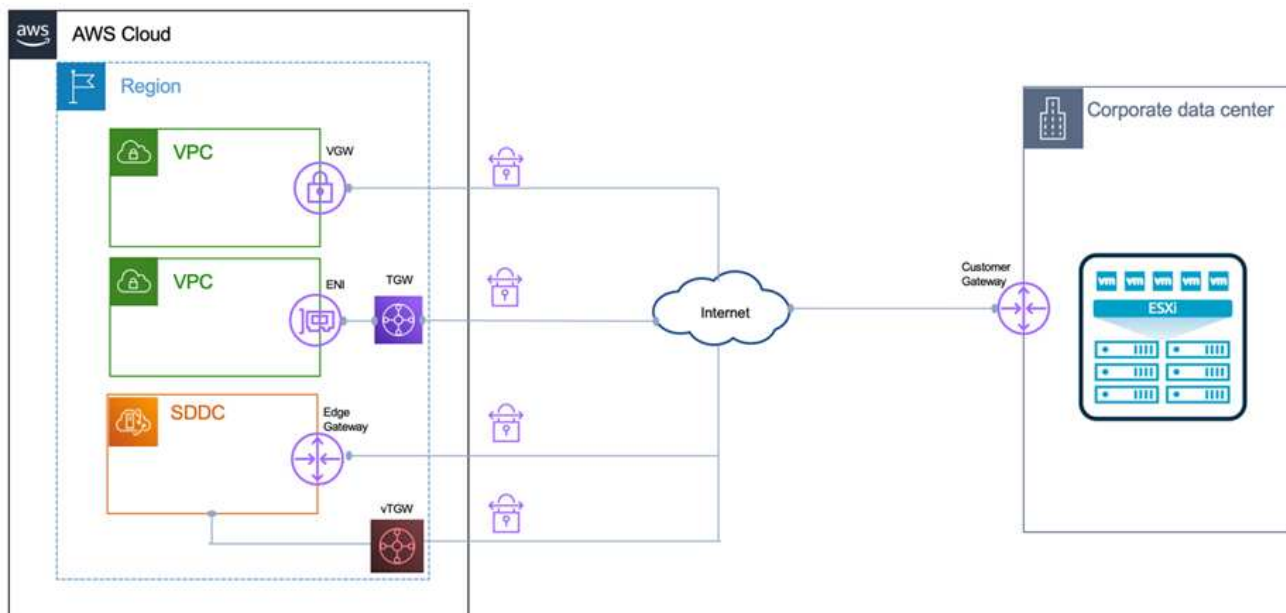 aws
AWS Cloud
Region
VPC
VGW
VPC
ENI
TGW
SDDC
Edge
Gateway
vTGW
Internet
Customer
Gateway
Corporate data center
vm vm vm vm vm
ESXi